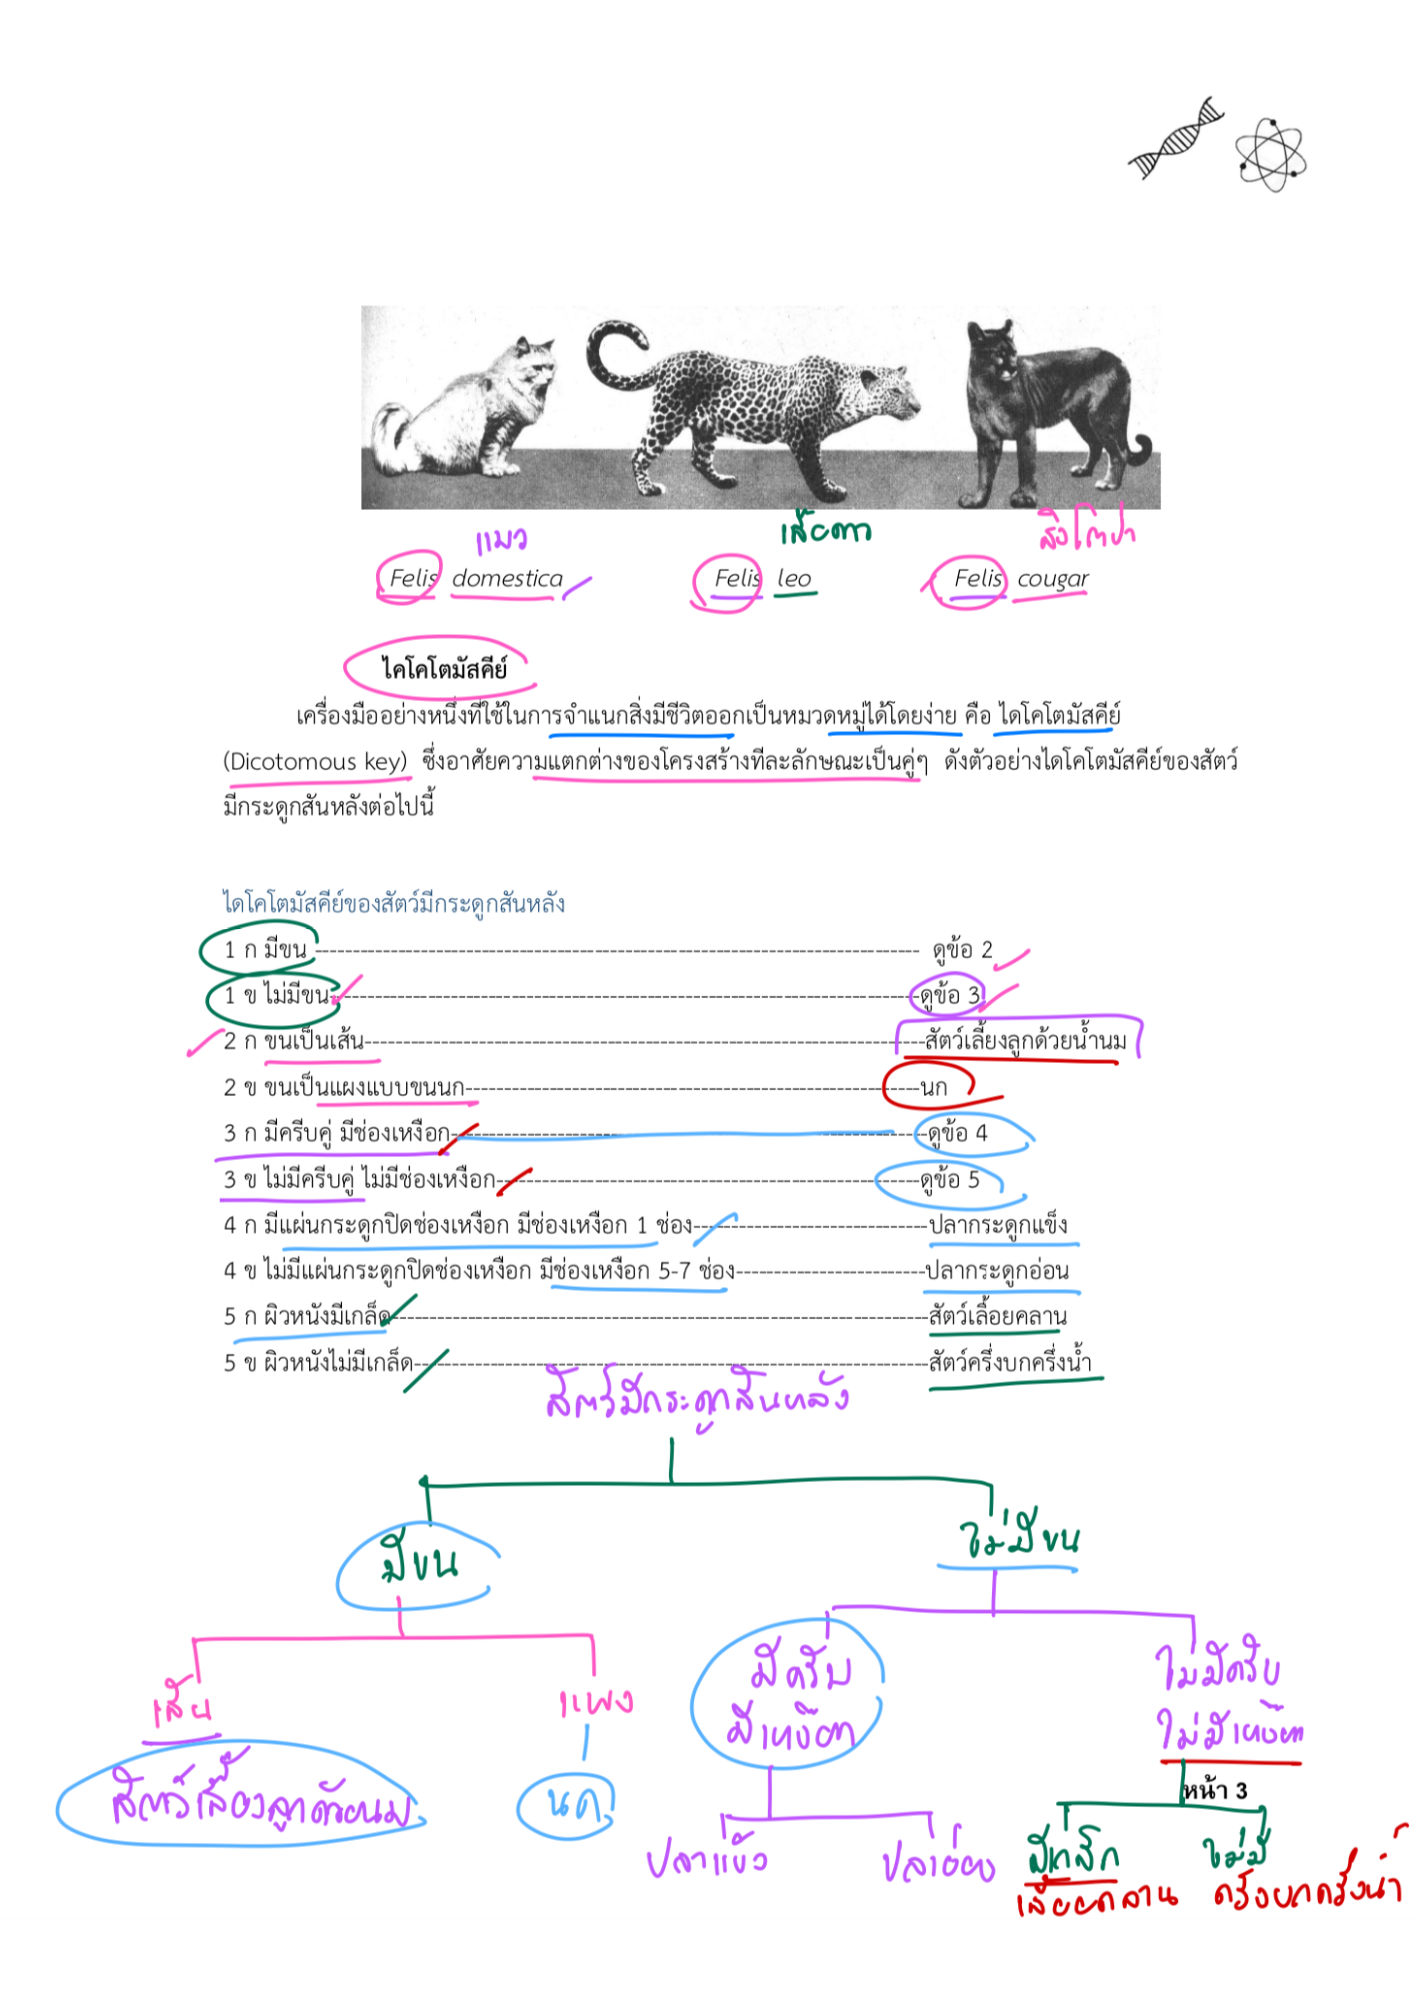 แมว เสือดาว สิงโตป่า
Felis domestica Felis leo Felis cougar
ไคโคโตมัสคีย์
เครื่องมืออย่างหนึ่งที่ใช้ในการจำแนกสิ่งมีชีวิตออกเป็นหมวดหมู่ได้โดยง่าย คือ ไดโคโตมัสคีย์
(Dicotomous key) ซึ่งอาศัยความแตกต่างของโครงสร้างทีละลักษณะเป็นคู่ๆ ดังตัวอย่างไดโคโตมัสคีย์ของสัตว์
มีกระดูกสันหลังต่อไปนี้
ไดโคโตมัสคีย์ของสัตว์มีกระดูกสันหลัง
1 ก มีขน ---------- ดูข้อ 2
1 ข ไม่มีขน ---------- ดูข้อ 3
2 ก ขนเป็นเส้น ---------- สัตว์เลี้ยงลูกด้วยน้ำนม
2 ข ขนเป็นแผงแบบขนนก ---------- นก
3 ก มีครีบคู่ มีช่องเหงือก ---------- ดูข้อ 4
3 ข ไม่มีครีบคู่ ไม่มีช่องเหงือก ---------- ดูข้อ 5
4 ก มีแผ่นกระดูกปิดช่องเหงือก มีช่องเหงือก 1 ช่อง ---------- ปลากระดูกแข็ง
4 ข ไม่มีแผ่นกระดูกปิดช่องเหงือก มีช่องเหงือก 5-7 ช่อง ---------- ปลากระดูกอ่อน
5 ก ผิวหนังมีเกล็ด ---------- สัตว์เลื้อยคลาน
5 ข ผิวหนังไม่มีเกล็ด ---------- สัตว์ครึ่งบกครึ่งน้ำ
สัตว์มีกระดูกสันหลัง
มีขน ไม่มีขน
เส้น แผง มีครีบ ไม่มีครีบ
มีเหงือก ไม่มีเหงือก
สัตว์เลี้ยงลูกด้วยนม นก หน้า 3
ปลาแข็ง ปลาอ่อน มีเกล็ด ไม่มี
เลื้อยคลาน ครึ่งบกครึ่งน้ำ